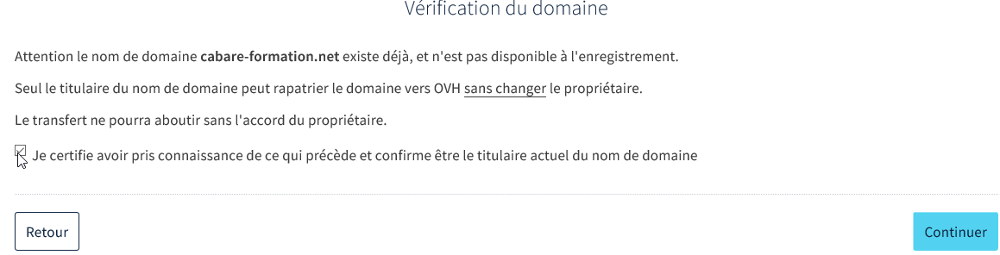 Vérification du domaine
Attention le nom de domaine cabare-formation.net existe déjà, et n'est pas disponible à l'enregistrement.
Seul le titulaire du nom de domaine peut rapatrier le domaine vers OVH sans changer le propriétaire.
Le transfert ne pourra aboutir sans l'accord du propriétaire.
Je certifie avoir pris connaissance de ce qui précède et confirme être le titulaire actuel du nom de domaine
Retour
Continuer